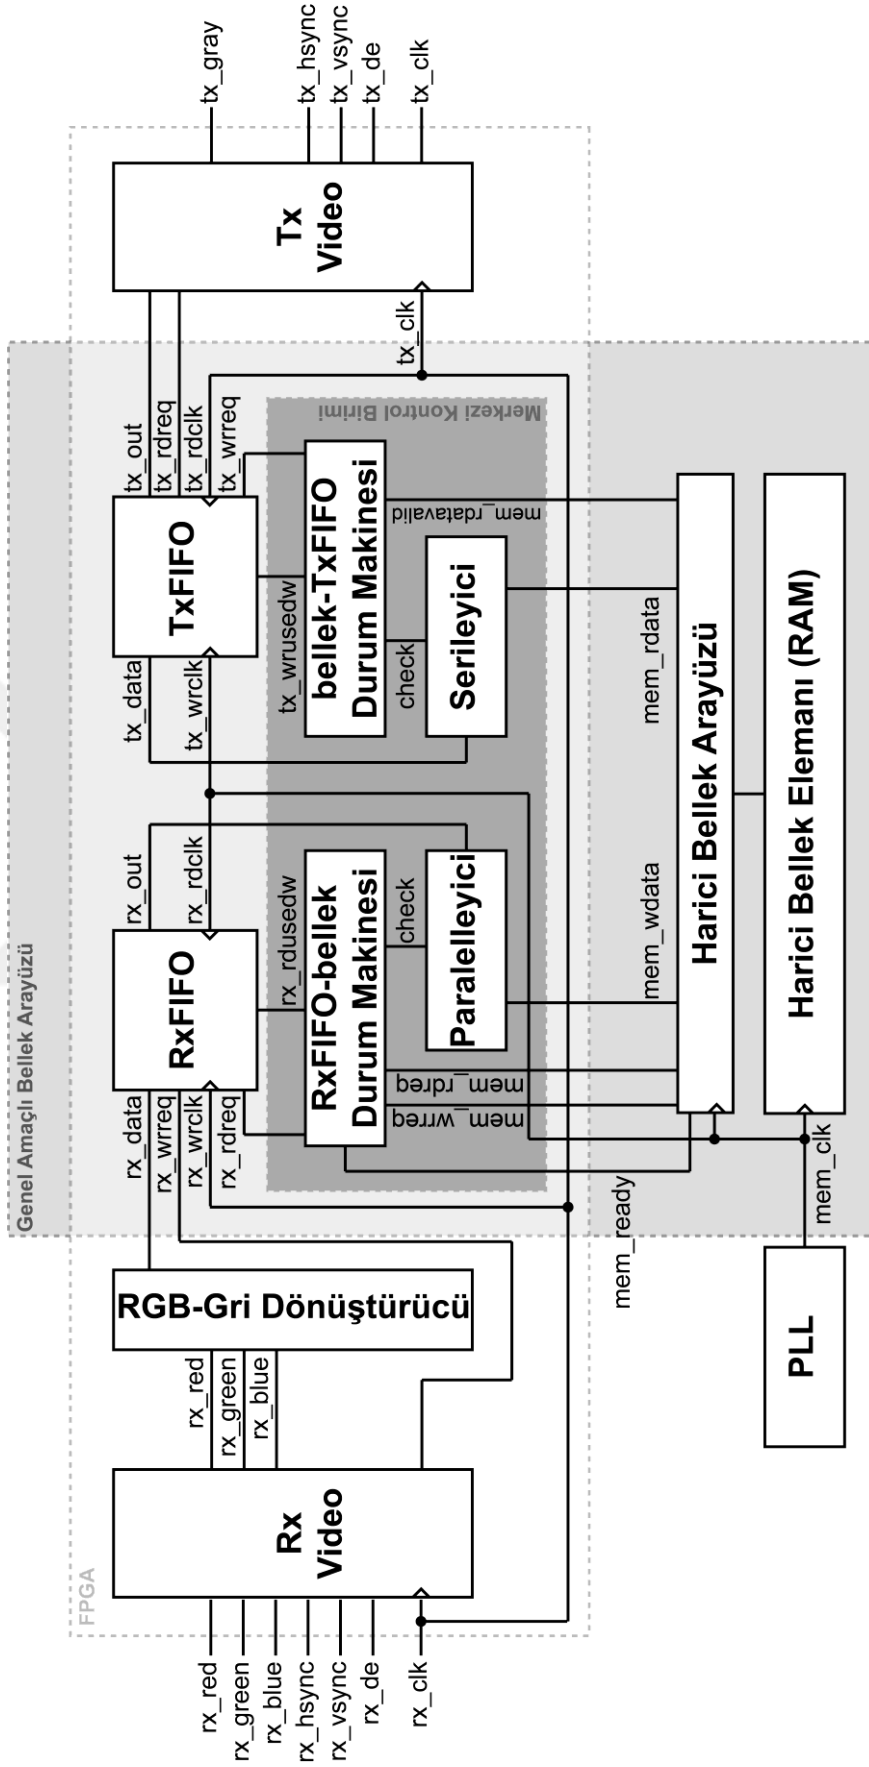 Genel Amaçlı Bellek Arayüzü
FPGA
rx_red
rx_green
rx_blue
rx_hsync
rx_vsync
rx_de
rx_clk
Rx
Video
rx_red
rx_green
rx_blue
RGB-Gri Dönüştürücü
rx_data
rx_wrreq
rx_wrclk
rx_rdreq
RxFIFO
rx_out
rx_rdclk
rx_rdusedw
tx_data
tx_wrclk
TxFIFO
tx_wrusedw
tx_out
tx_rdreq
tx_rdclk
tx_wrreq
tx_clk
Tx
Video
tx_gray
tx_hsync
tx_vsync
tx_de
tx_clk
Merkezi Kontrol Birimi
RxFIFO-bellek
Durum Makinesi
check
Paralelleyici
mem_wrreq
mem_rdreq
bellek-TxFIFO
Durum Makinesi
check
Serileyici
mem_rdatavalid
mem_ready
mem_wdata
mem_rdata
Harici Bellek Arayüzü
PLL
mem_clk
Harici Bellek Elemanı (RAM)